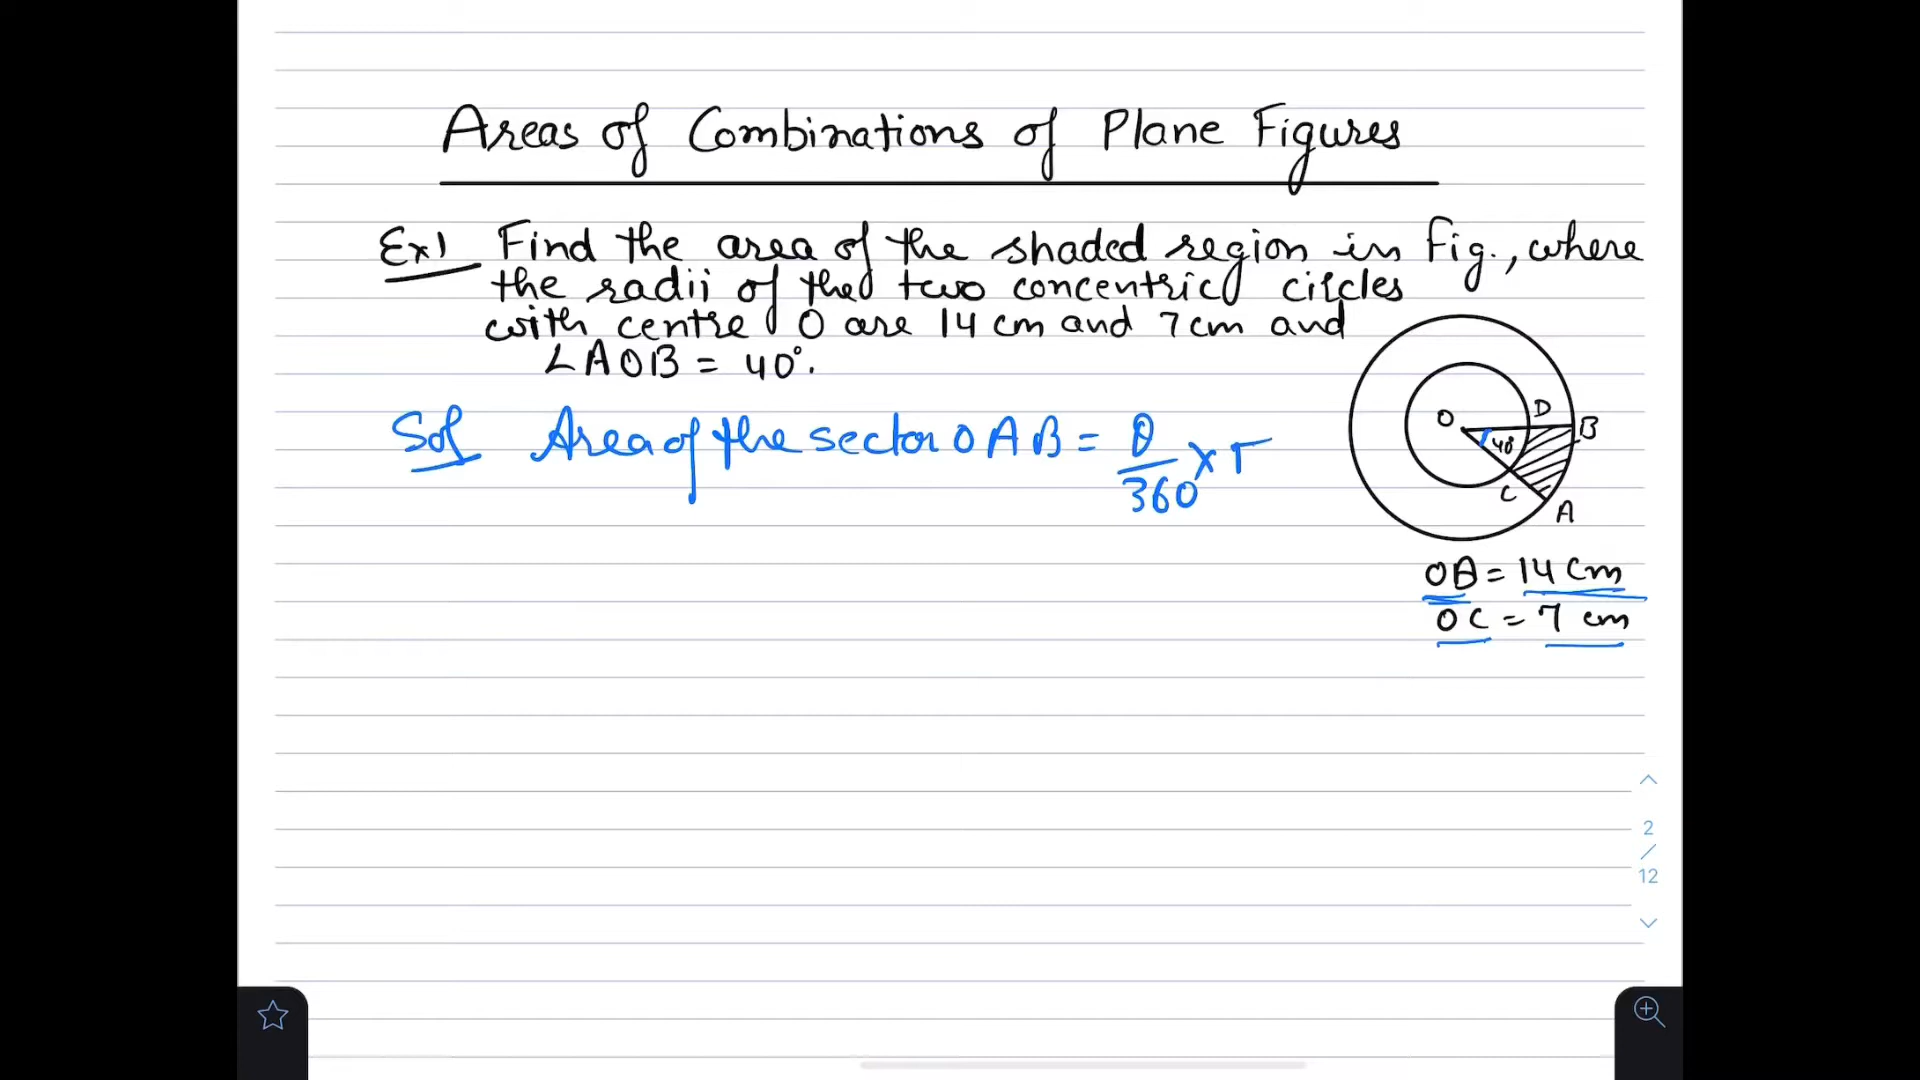 Areas of Combinations of Plane Figures
Ex1 Find the area of the shaded region in Fig., where
the radii of the two concentric circles
with centre O are 14 cm and 7 cm and
∠AOB = 40°.
Sol Area of the sector OAB = θ/360 × π
O
D
B
40°
C
A
OB = 14 cm
OC = 7 cm
2
/
12